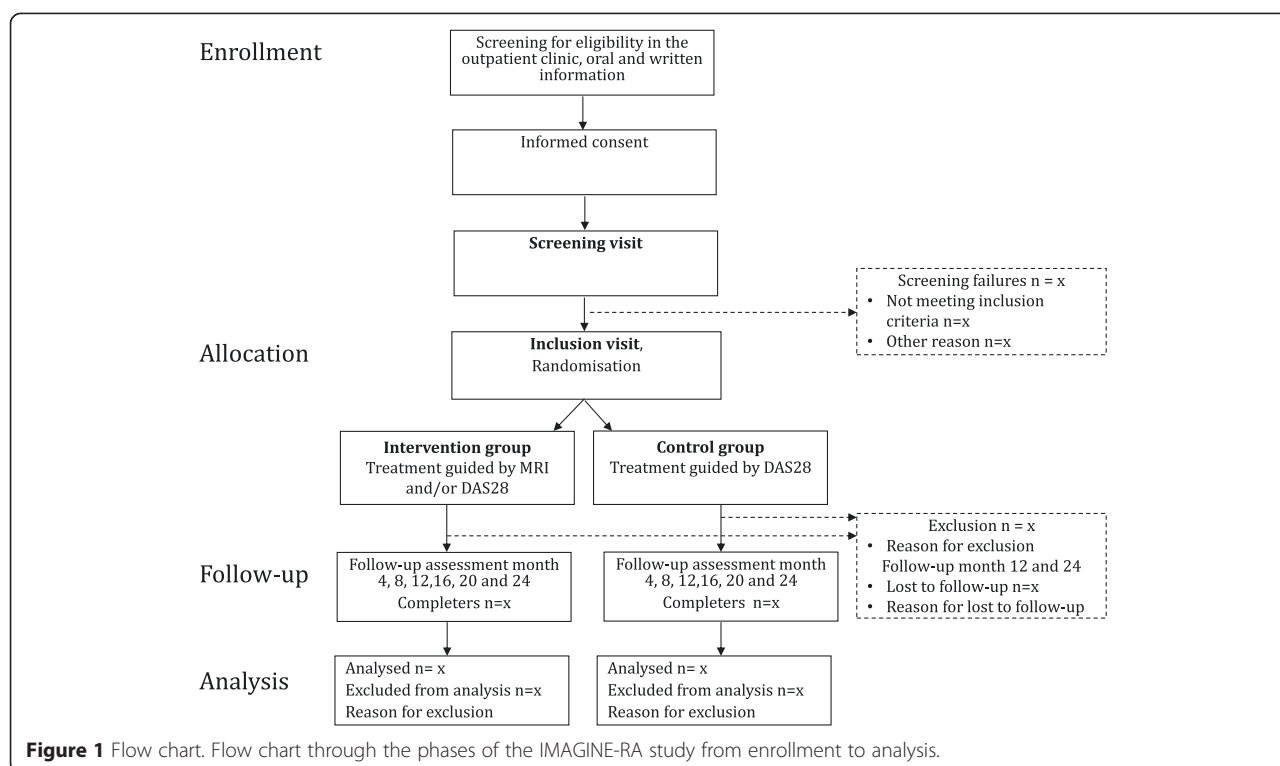 Enrollment
Screening for eligibility in the
outpatient clinic, oral and written
information
Informed consent
Screening visit
Screening failures n = x
• Not meeting inclusion
criteria n=x
• Other reason n=x
Allocation
Inclusion visit,
Randomisation
Intervention group
Treatment guided by MRI
and/or DAS28
Control group
Treatment guided by DAS28
Exclusion n = x
• Reason for exclusion
Follow-up month 12 and 24
• Lost to follow-up n=x
• Reason for lost to follow-up
Follow-up
Follow-up assessment month
4, 8, 12,16, 20 and 24
Completers n=x
Follow-up assessment month
4, 8, 12,16, 20 and 24
Completers n=x
Analysis
Analysed n= x
Excluded from analysis n=x
Reason for exclusion
Analysed n= x
Excluded from analysis n=x
Reason for exclusion
Figure 1 Flow chart. Flow chart through the phases of the IMAGINE-RA study from enrollment to analysis.